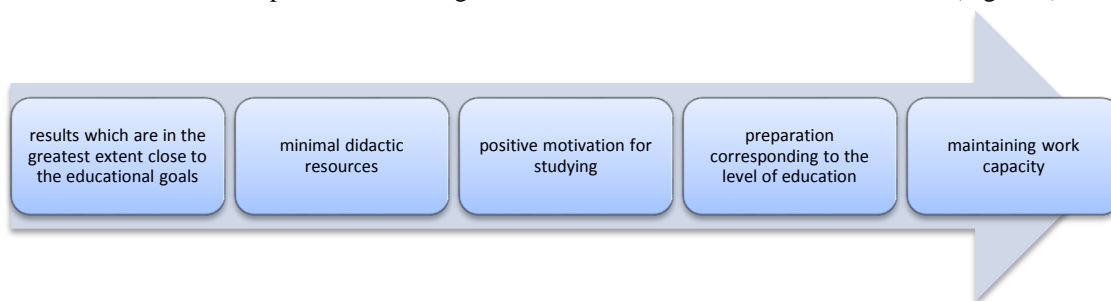 results which are in the
greatest extent close to
the educational goals
minimal didactic
resources
positive motivation for
studying
preparation
corresponding to the
level of education
maintaining work
capacity